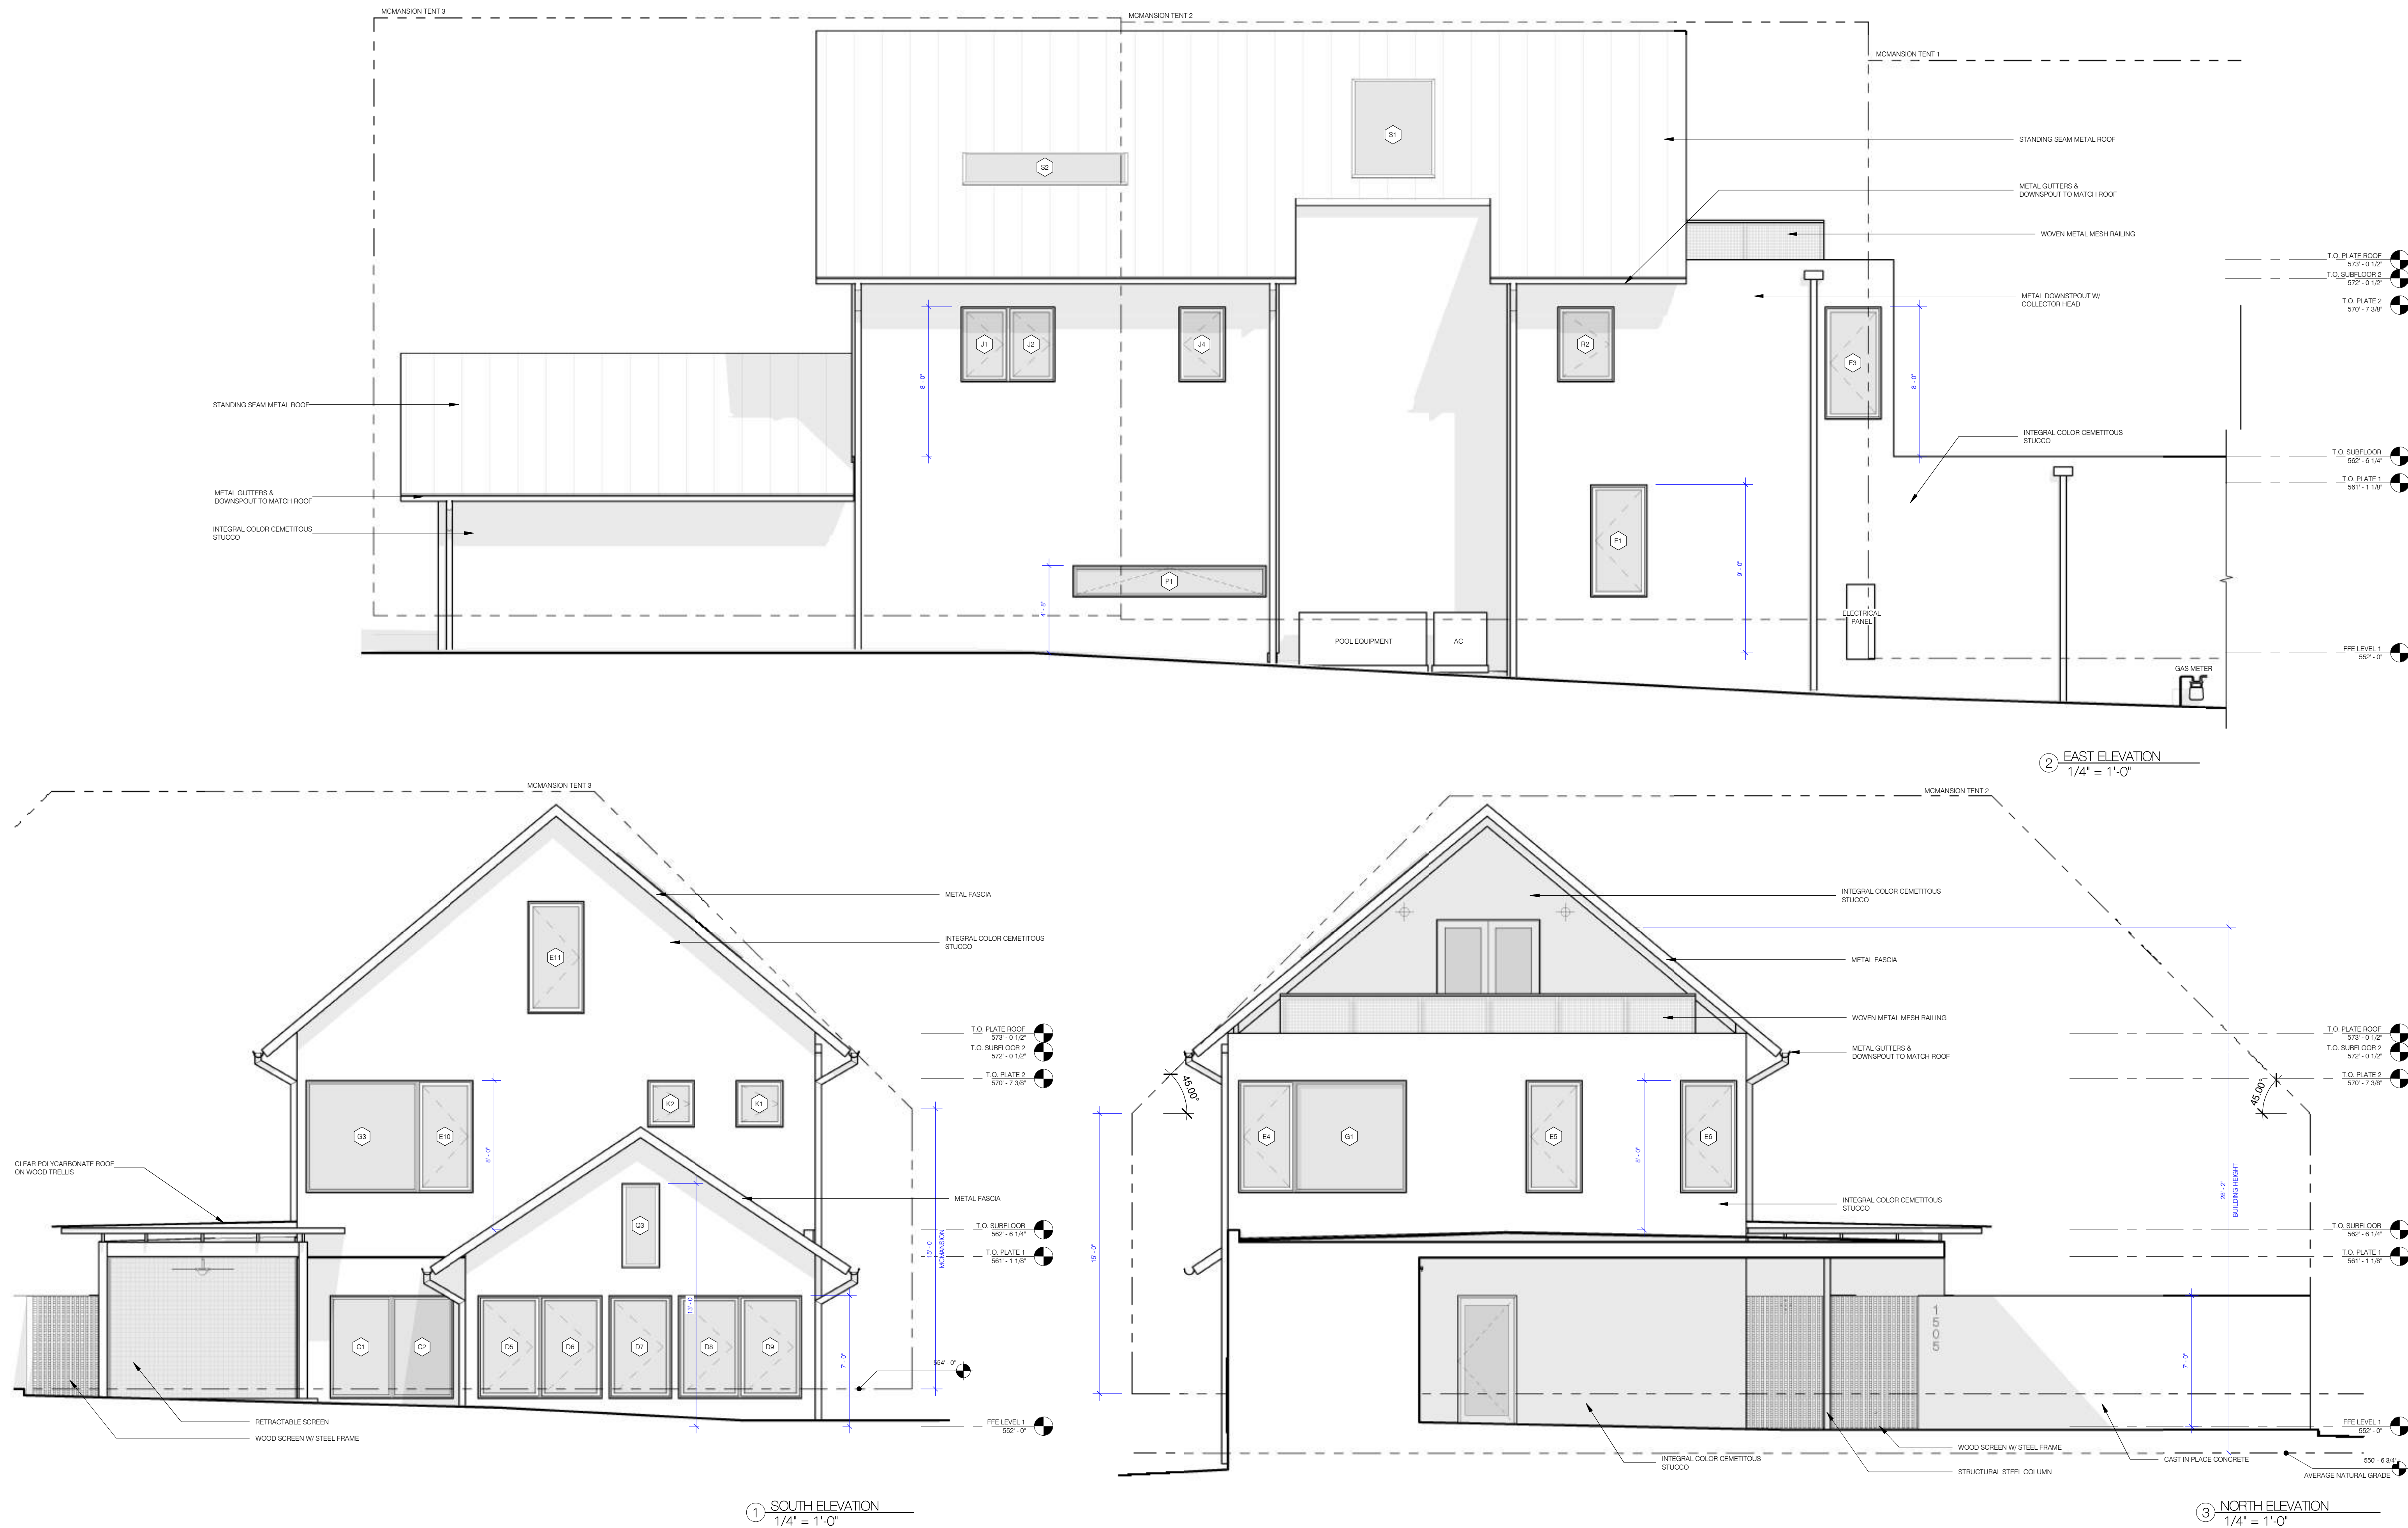 MCMANSION TENT 3
MCMANSION TENT 2
MCMANSION TENT 1
S1
S2
STANDING SEAM METAL ROOF
METAL GUTTERS &
DOWNSPOUT TO MATCH ROOF
WOVEN METAL MESH RAILING
T.O. PLATE ROOF
573' - 0 1/2"
T.O. SUBFLOOR 2
572' - 0 1/2"
METAL DOWNSTPOUT W/
COLLECTOR HEAD
T.O. PLATE 2
570' - 7 3/8"
J1
J2
J4
R2
E3
8' - 0"
8' - 0"
STANDING SEAM METAL ROOF
INTEGRAL COLOR CEMETITOUS
STUCCO
T.O. SUBFLOOR
562' - 6 1/4"
T.O. PLATE 1
561' - 1 1/8"
METAL GUTTERS &
DOWNSPOUT TO MATCH ROOF
INTEGRAL COLOR CEMETITOUS
STUCCO
E1
9' - 0"
P1
4' - 8"
ELECTRICAL
PANEL
POOL EQUIPMENT
AC
FFE LEVEL 1
552' - 0"
GAS METER
2
EAST ELEVATION
1/4" = 1'-0"
MCMANSION TENT 3
METAL FASCIA
INTEGRAL COLOR CEMETITOUS
STUCCO
E11
T.O. PLATE ROOF
573' - 0 1/2"
T.O. SUBFLOOR 2
572' - 0 1/2"
T.O. PLATE 2
570' - 7 3/8"
K2
K1
G3
E10
8' - 0"
CLEAR POLYCARBONATE ROOF
ON WOOD TRELLIS
METAL FASCIA
Q3
T.O. SUBFLOOR
562' - 6 1/4"
15' - 0"
MCMANSION
T.O. PLATE 1
561' - 1 1/8"
13' - 0"
C1
C2
D5
D6
D7
D8
D9
7' - 0"
554' - 0"
RETRACTABLE SCREEN
WOOD SCREEN W/ STEEL FRAME
FFE LEVEL 1
552' - 0"
1
SOUTH ELEVATION
1/4" = 1'-0"
MCMANSION TENT 2
INTEGRAL COLOR CEMETITOUS
STUCCO
METAL FASCIA
WOVEN METAL MESH RAILING
METAL GUTTERS &
DOWNSPOUT TO MATCH ROOF
T.O. PLATE ROOF
573' - 0 1/2"
T.O. SUBFLOOR 2
572' - 0 1/2"
T.O. PLATE 2
570' - 7 3/8"
45.00°
45.00°
E4
G1
E5
E6
8' - 0"
28' - 2"
BUILDING HEIGHT
INTEGRAL COLOR CEMETITOUS
STUCCO
15' - 0"
T.O. SUBFLOOR
562' - 6 1/4"
T.O. PLATE 1
561' - 1 1/8"
1505
7' - 0"
FFE LEVEL 1
552' - 0"
WOOD SCREEN W/ STEEL FRAME
INTEGRAL COLOR CEMETITOUS
STUCCO
CAST IN PLACE CONCRETE
STRUCTURAL STEEL COLUMN
550' - 6 3/4"
AVERAGE NATURAL GRADE
3
NORTH ELEVATION
1/4" = 1'-0"